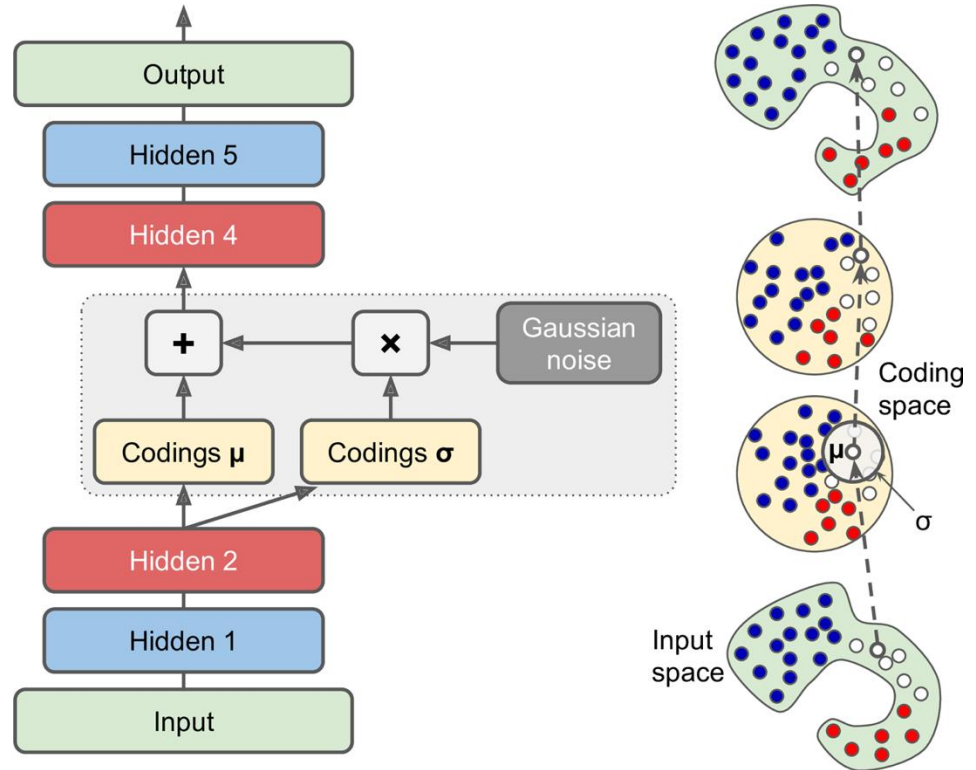 Output
Hidden 5
Hidden 4
+
×
Gaussian
noise
Codings μ
Codings σ
Hidden 2
Hidden 1
Input
Coding
space
μ
σ
Input
space